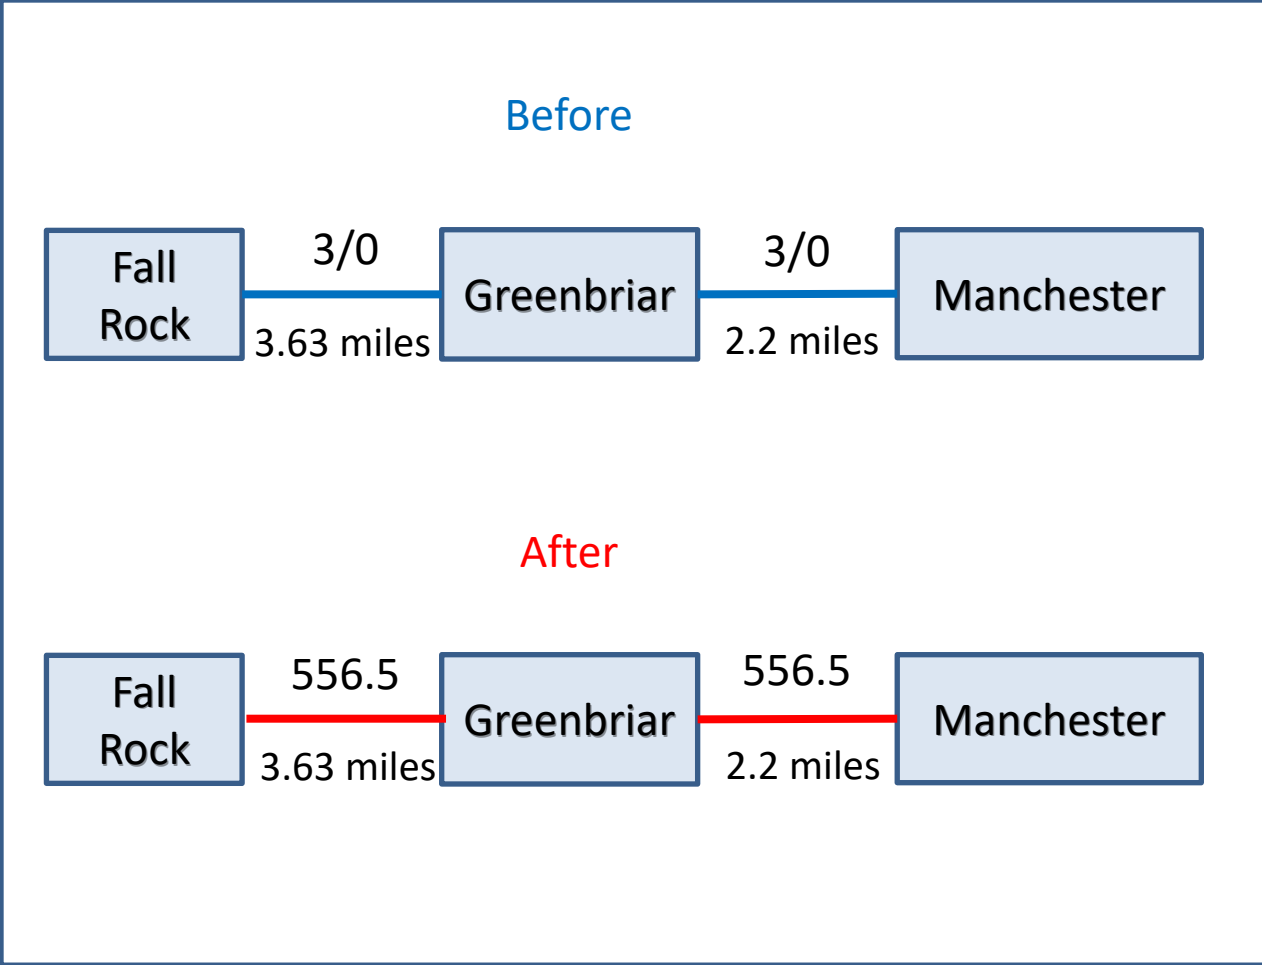 Before
Fall
Rock
3/0
3.63 miles
Greenbriar
3/0
2.2 miles
Manchester
After
Fall
Rock
556.5
3.63 miles
Greenbriar
556.5
2.2 miles
Manchester